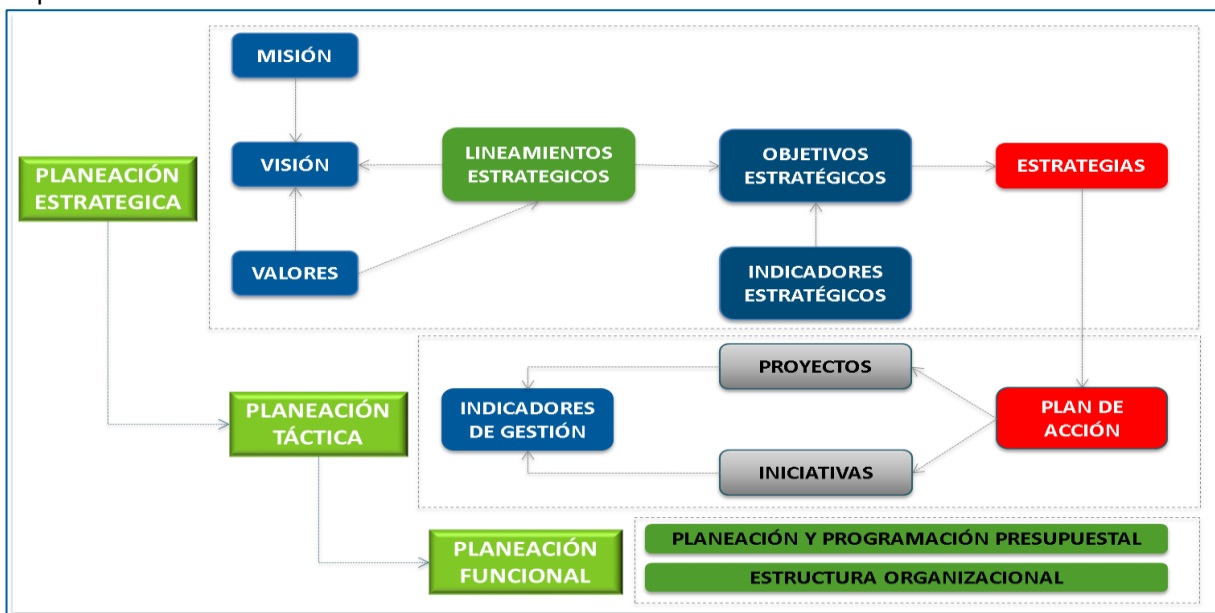 MISIÓN
VISIÓN
VALORES
LINEAMIENTOS
ESTRATEGICOS
OBJETIVOS
ESTRATÉGICOS
ESTRATEGIAS
INDICADORES
ESTRATÉGICOS
PLANEACIÓN
ESTRATEGICA
PROYECTOS
INDICADORES
DE GESTIÓN
INICIATIVAS
PLAN DE
ACCIÓN
PLANEACIÓN
TÁCTICA
PLANEACIÓN
FUNCIONAL
PLANEACIÓN Y PROGRAMACIÓN PRESUPUESTAL
ESTRUCTURA ORGANIZACIONAL